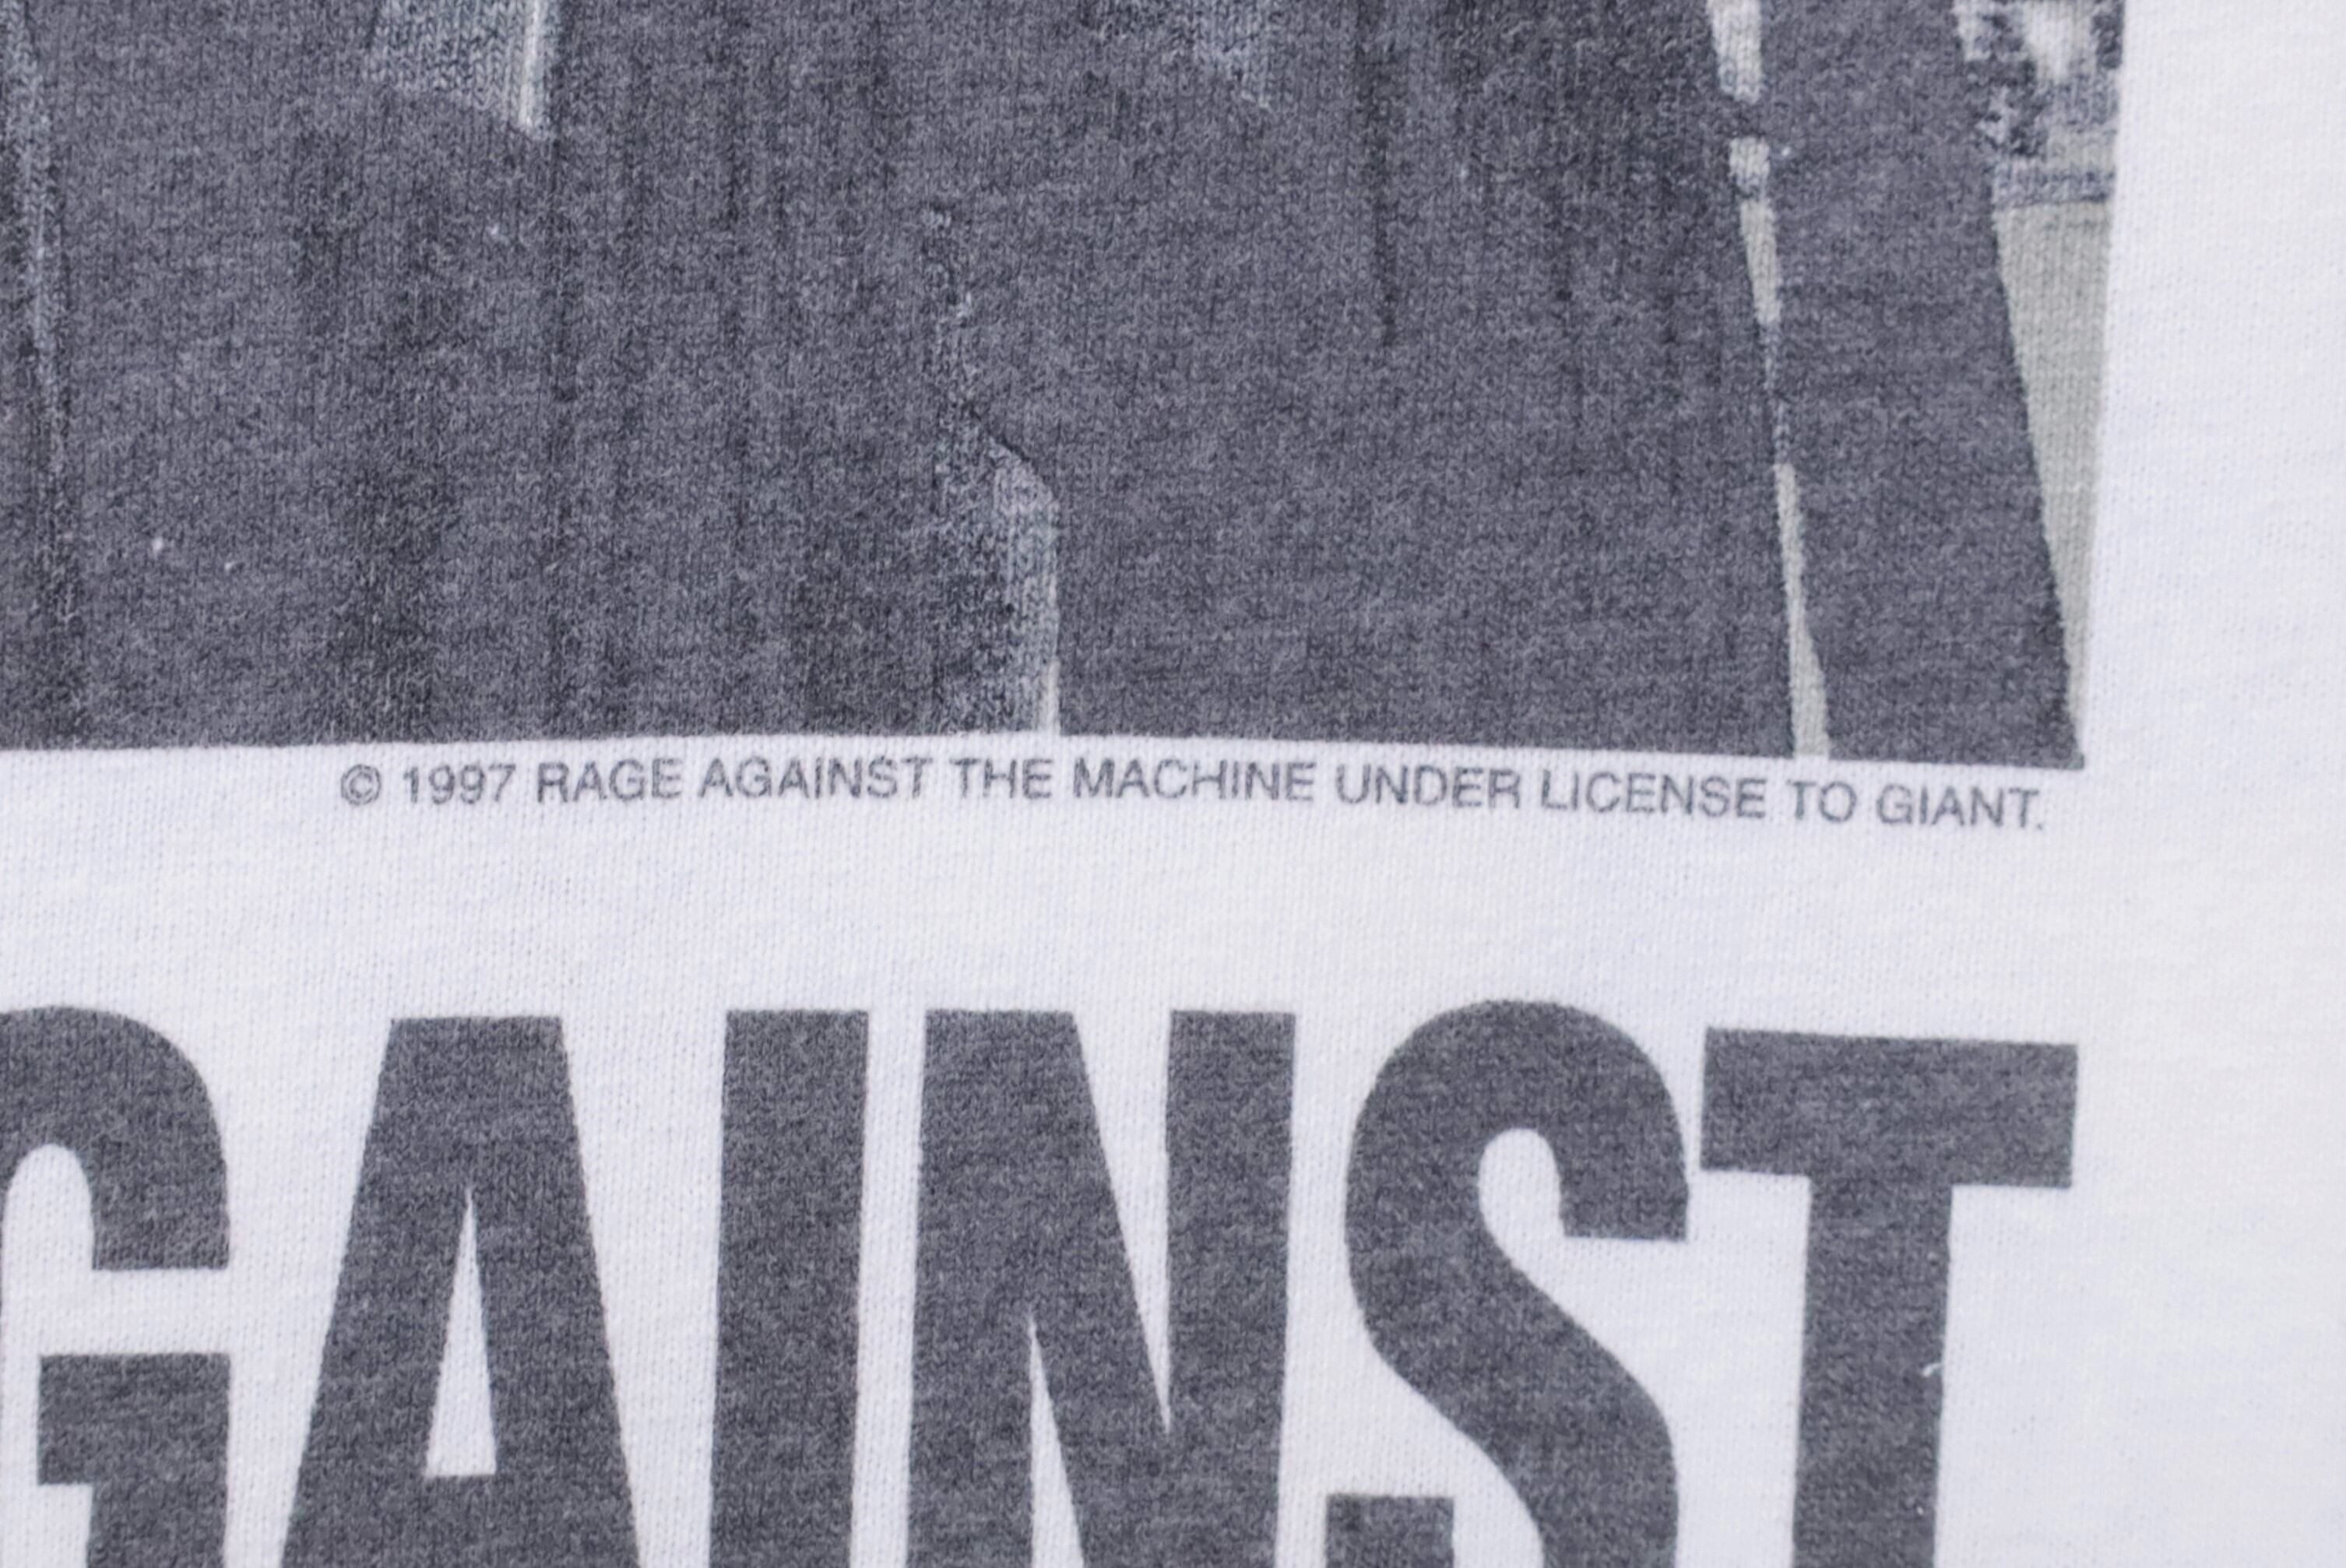 © 1997 RAGE AGAINST THE MACHINE UNDER LICENSE TO GIANT.
GAINST